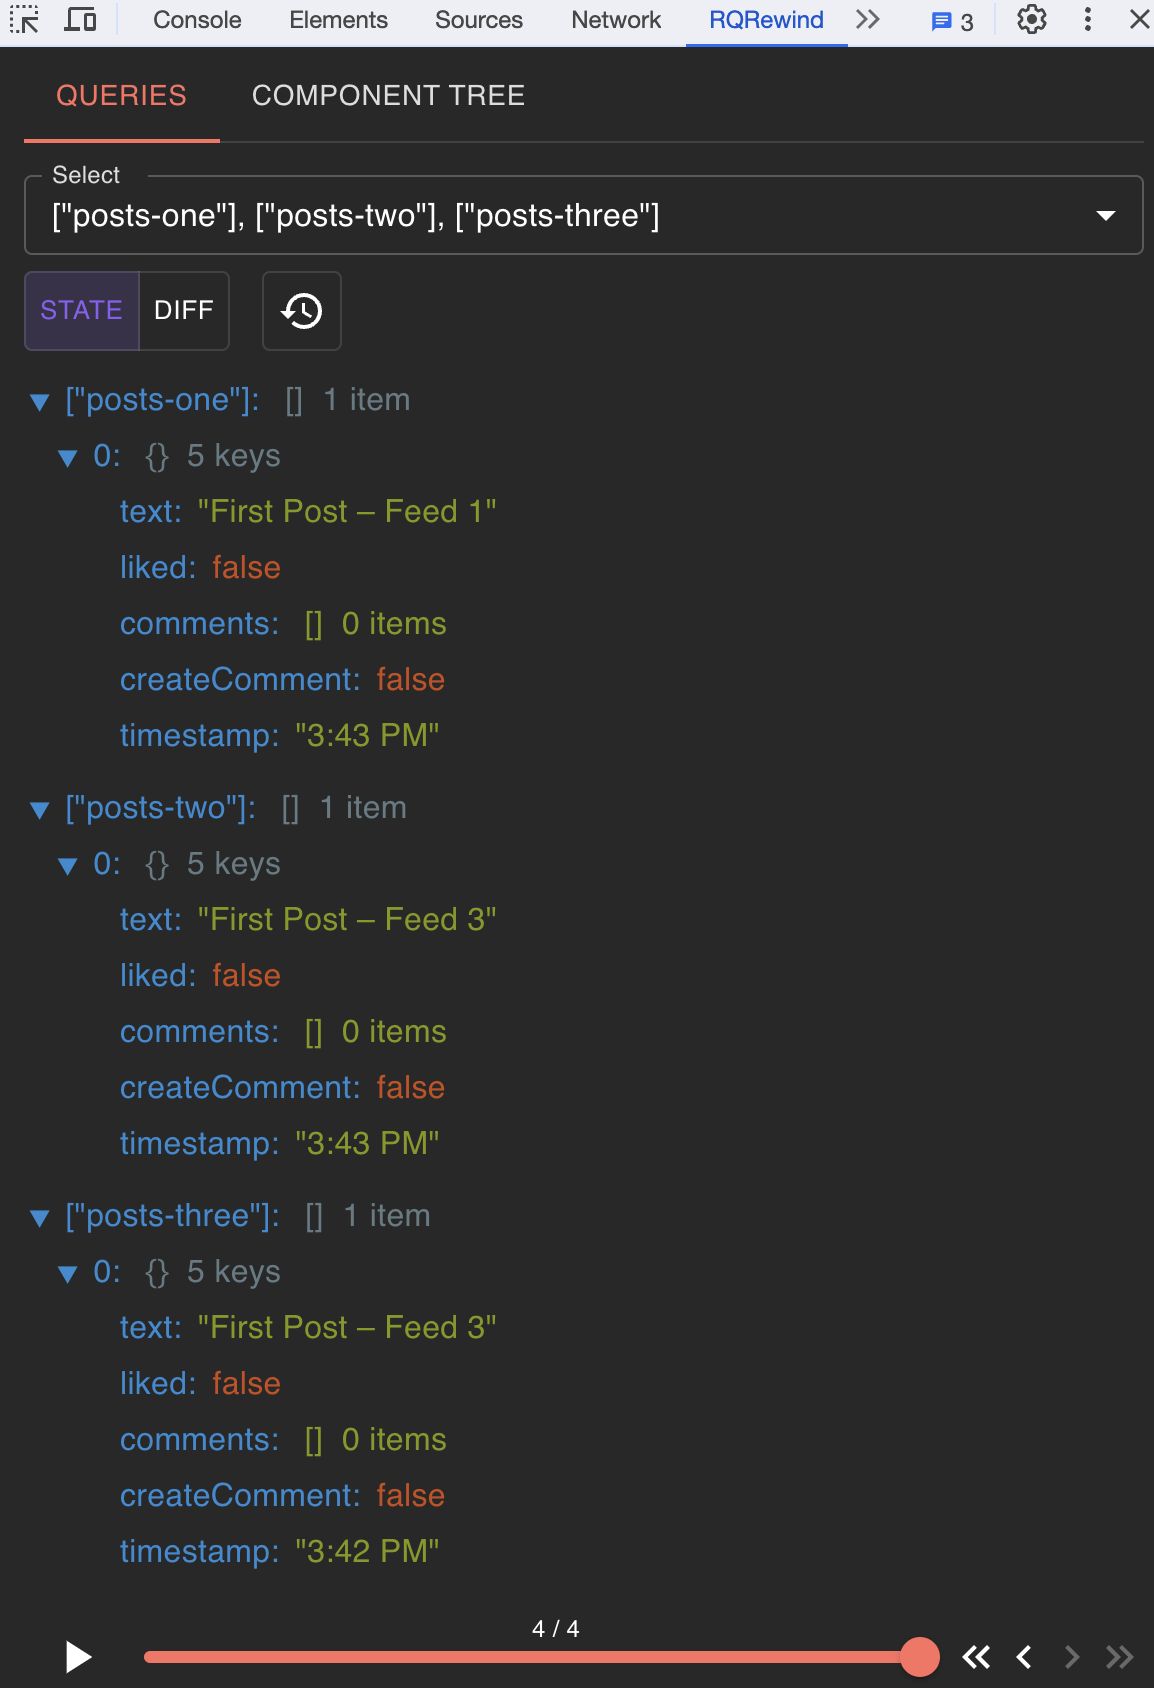 Console Elements Sources Network RQRewind 3
QUERIES COMPONENT TREE
Select
["posts-one"], ["posts-two"], ["posts-three"]
STATE DIFF
["posts-one"]: [] 1 item
0: {} 5 keys
text: "First Post – Feed 1"
liked: false
comments: [] 0 items
createComment: false
timestamp: "3:43 PM"
["posts-two"]: [] 1 item
0: {} 5 keys
text: "First Post – Feed 3"
liked: false
comments: [] 0 items
createComment: false
timestamp: "3:43 PM"
["posts-three"]: [] 1 item
0: {} 5 keys
text: "First Post – Feed 3"
liked: false
comments: [] 0 items
createComment: false
timestamp: "3:42 PM"
4 / 4